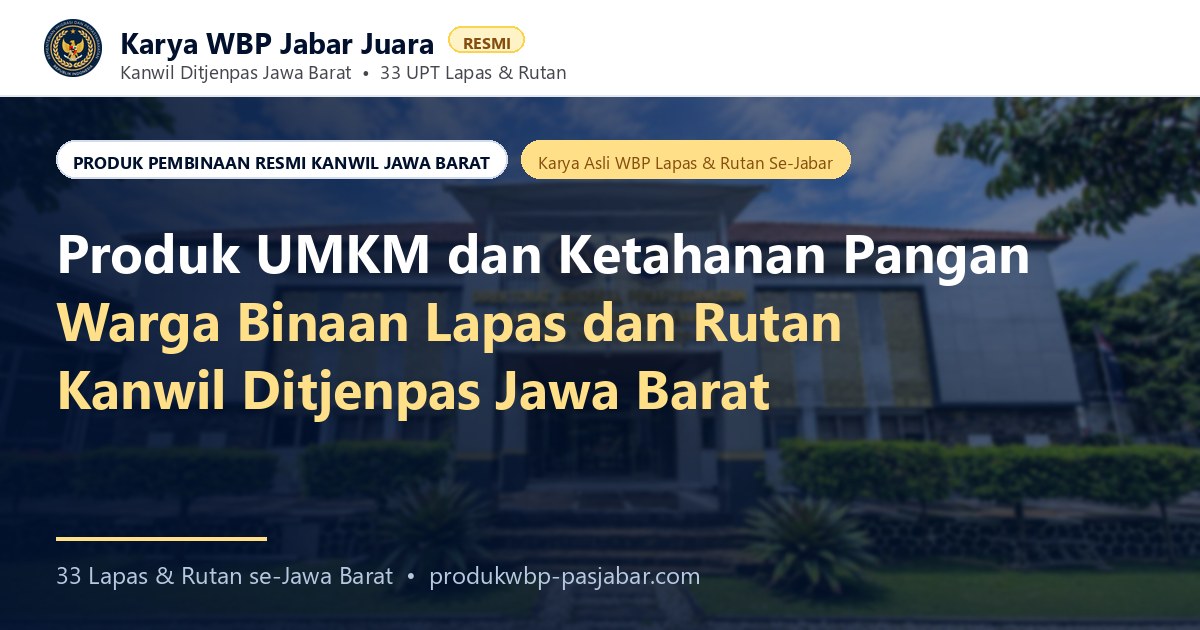 Karya WBP Jabar Juara RESMI
Kanwil Ditjenpas Jawa Barat • 33 UPT Lapas & Rutan
PRODUK PEMBINAAN RESMI KANWIL JAWA BARAT
Karya Asli WBP Lapas & Rutan Se-Jabar
Produk UMKM dan Ketahanan Pangan
Warga Binaan Lapas dan Rutan
Kanwil Ditjenpas Jawa Barat
33 Lapas & Rutan se-Jawa Barat • produkwbp-pasjabar.com